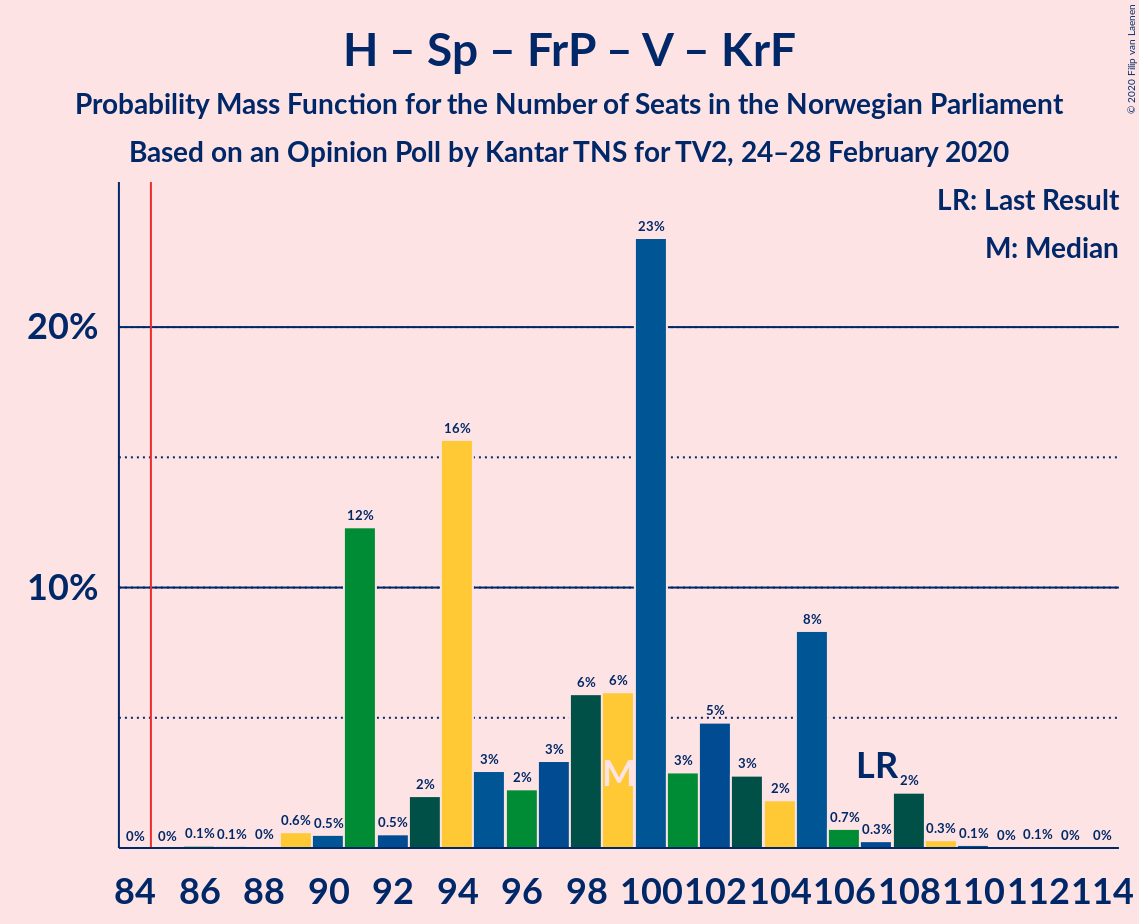 H – Sp – FrP – V – KrF
Probability Mass Function for the Number of Seats in the Norwegian Parliament
Based on an Opinion Poll by Kantar TNS for TV2, 24–28 February 2020
© 2020 Filip van Laenen
LR: Last Result
M: Median
20%
10%
0% 0% 0.1% 0.1% 0% 0.6% 0.5% 12% 0.5% 2% 16% 3% 2% 3% 6% 6% 23% 3% 5% 3% 2% 8% 0.7% 0.3% 2% 0.3% 0.1% 0% 0.1% 0% 0%
M
LR
84 86 88 90 92 94 96 98 100 102 104 106 108 110 112 114